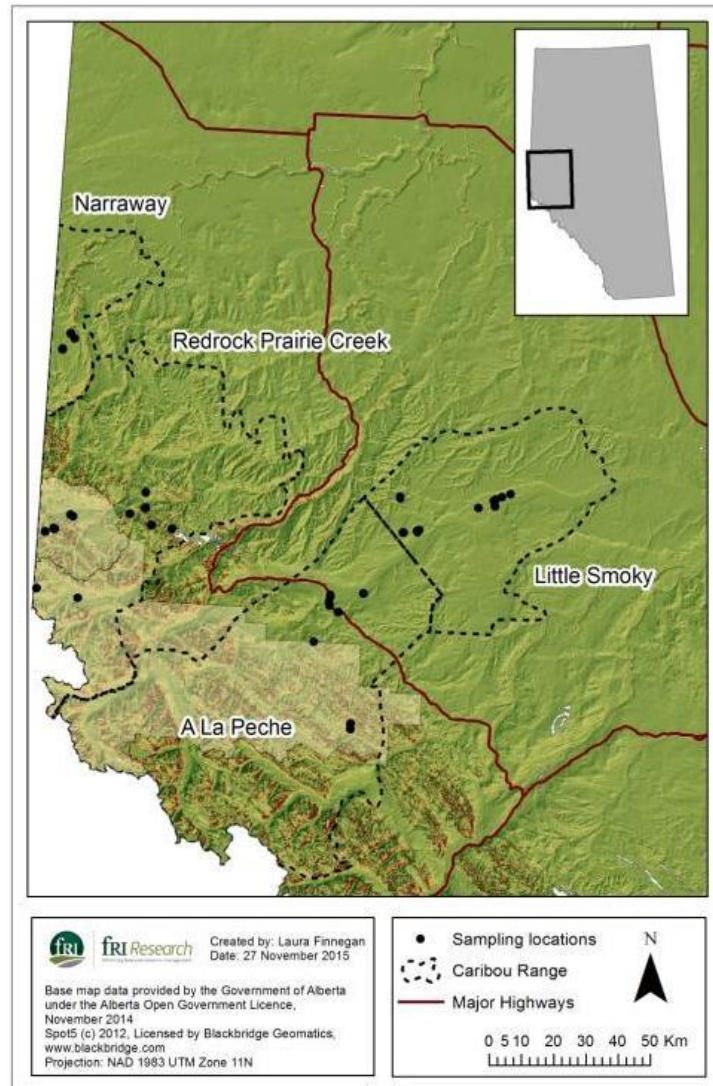 Narraway
Redrock Prairie Creek
Little Smoky
A La Peche
fRI
fRI Research
Created by: Laura Finnegan
Date: 27 November 2015
Base map data provided by the Government of Alberta
under the Alberta Open Government Licence,
November 2014
Spot5 (c) 2012, Licensed by Blackbridge Geomatics,
www.blackbridge.com
Projection: NAD 1983 UTM Zone 11N
Sampling locations
Caribou Range
Major Highways
N
0 5 10 20 30 40 50 Km